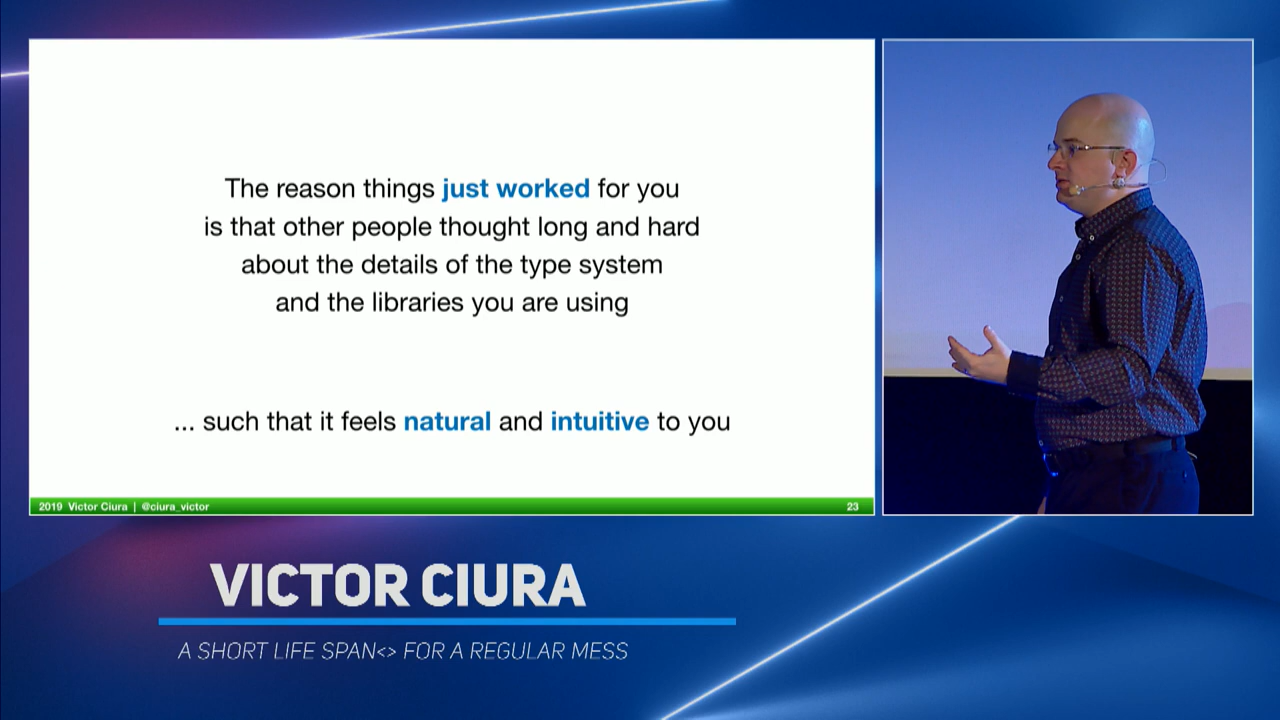 The reason things just worked for you
is that other people thought long and hard
about the details of the type system
and the libraries you are using
... such that it feels natural and intuitive to you
2019 Victor Ciura | @ciura_victor
23
VICTOR CIURA
A SHORT LIFE SPAN<> FOR A REGULAR MESS